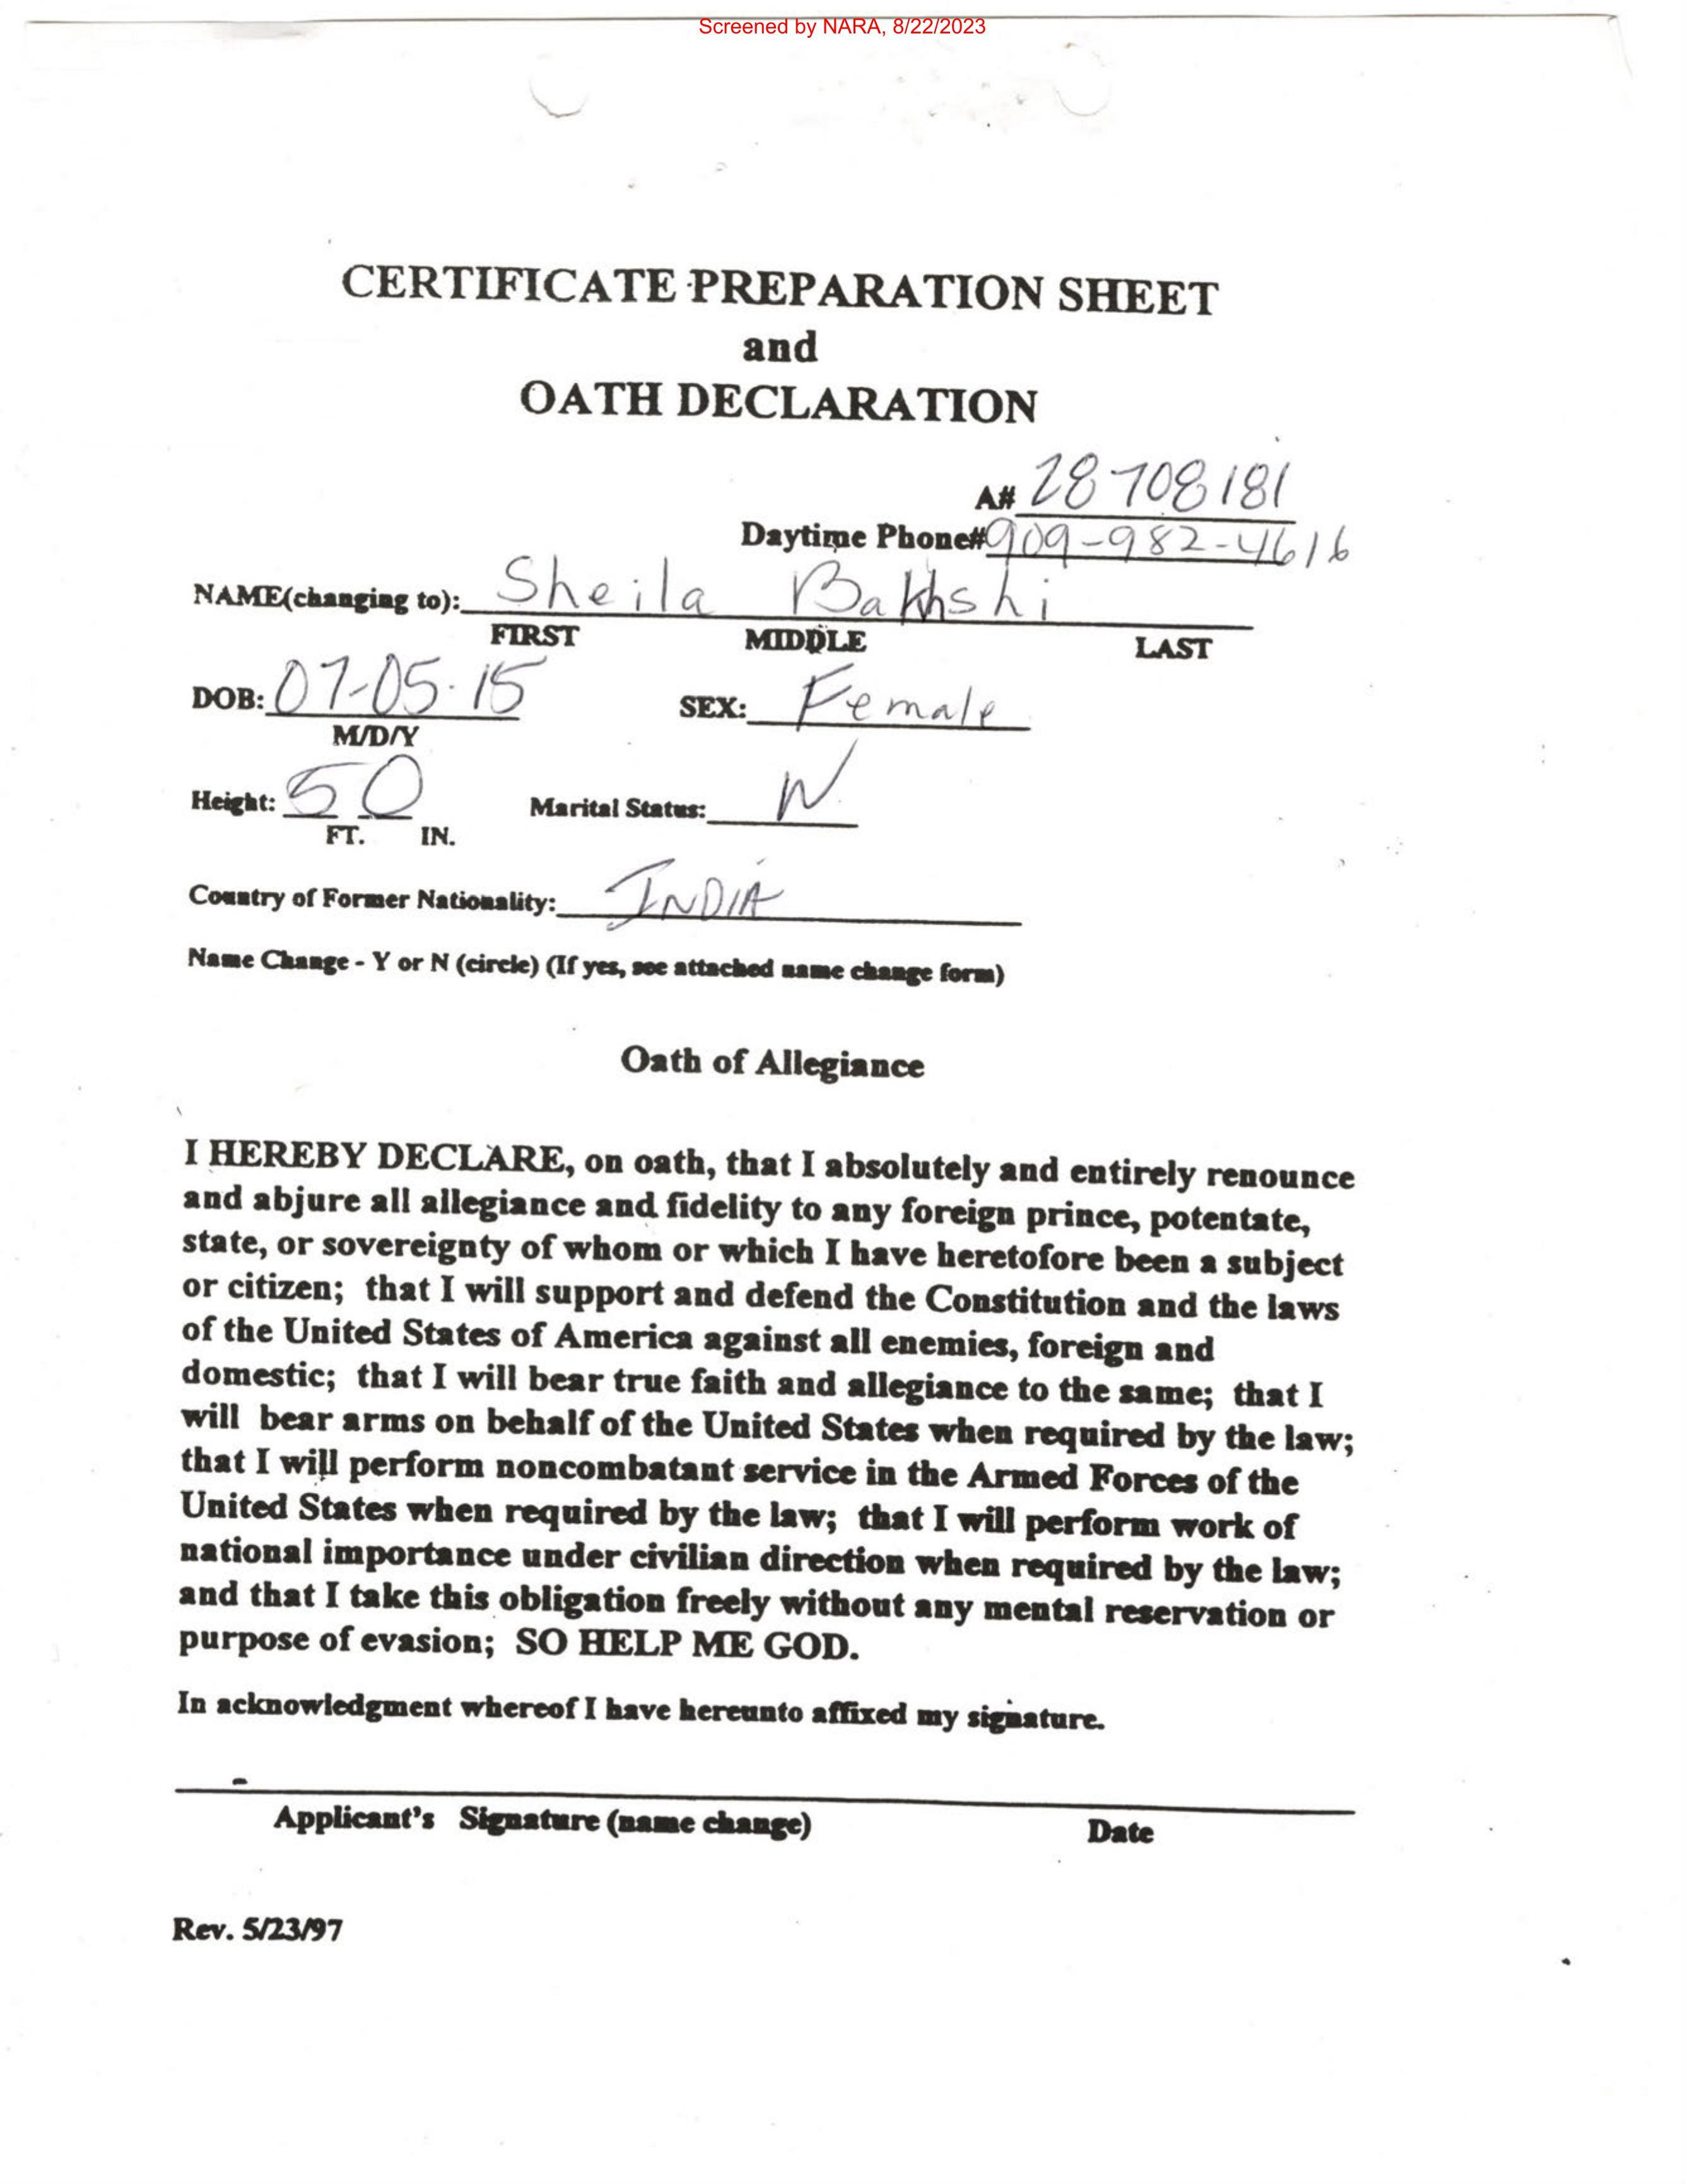 Screened by NARA, 8/22/2023
CERTIFICATE PREPARATION SHEET
and
OATH DECLARATION
A# 28708181
Daytime Phone# 909-982-4616
NAME(changing to): Sheila Bakhshi
FIRST MIDDLE LAST
DOB: 07-05-15 SEX: Female
M/D/Y
Height: 5 0 Marital Status: W
FT. IN.
Country of Former Nationality: INDIA
Name Change - Y or N (circle) (If yes, see attached name change form)
Oath of Allegiance
I HEREBY DECLARE, on oath, that I absolutely and entirely renounce
and abjure all allegiance and fidelity to any foreign prince, potentate,
state, or sovereignty of whom or which I have heretofore been a subject
or citizen; that I will support and defend the Constitution and the laws
of the United States of America against all enemies, foreign and
domestic; that I will bear true faith and allegiance to the same; that I
will bear arms on behalf of the United States when required by the law;
that I will perform noncombatant service in the Armed Forces of the
United States when required by the law; that I will perform work of
national importance under civilian direction when required by the law;
and that I take this obligation freely without any mental reservation or
purpose of evasion; SO HELP ME GOD.
In acknowledgment whereof I have hereunto affixed my signature.
Applicant's Signature (name change) Date
Rev. 5/23/97